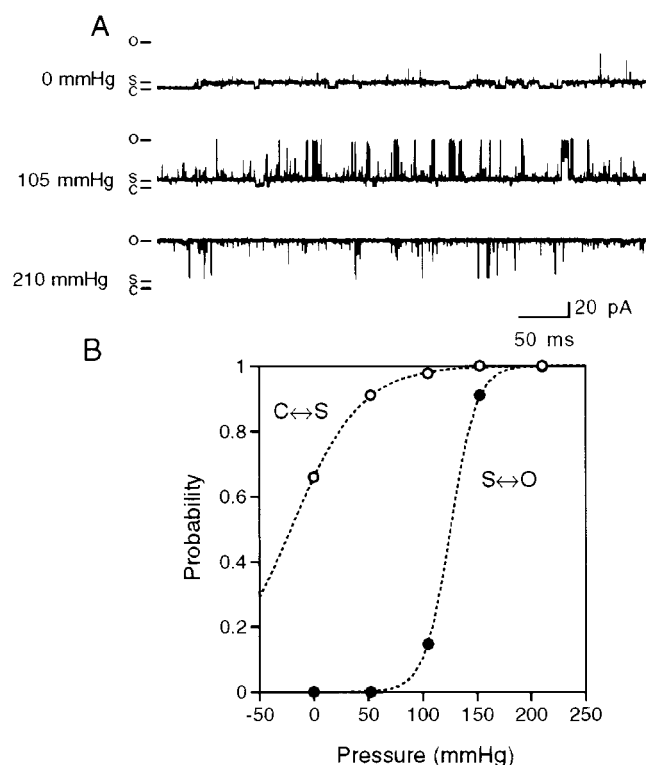 A
O
S
C
0 mmHg
O
S
C
105 mmHg
O
S
C
210 mmHg
20 pA
50 ms
B
1
0.8
0.6
0.4
0.2
0
C↔S
S↔O
Probability
-50 0 50 100 150 200 250
Pressure (mmHg)